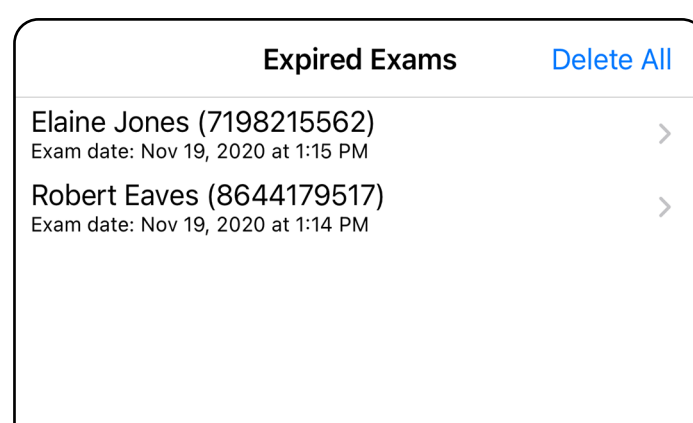 Expired Exams
Delete All
Elaine Jones (7198215562)
Exam date: Nov 19, 2020 at 1:15 PM
Robert Eaves (8644179517)
Exam date: Nov 19, 2020 at 1:14 PM